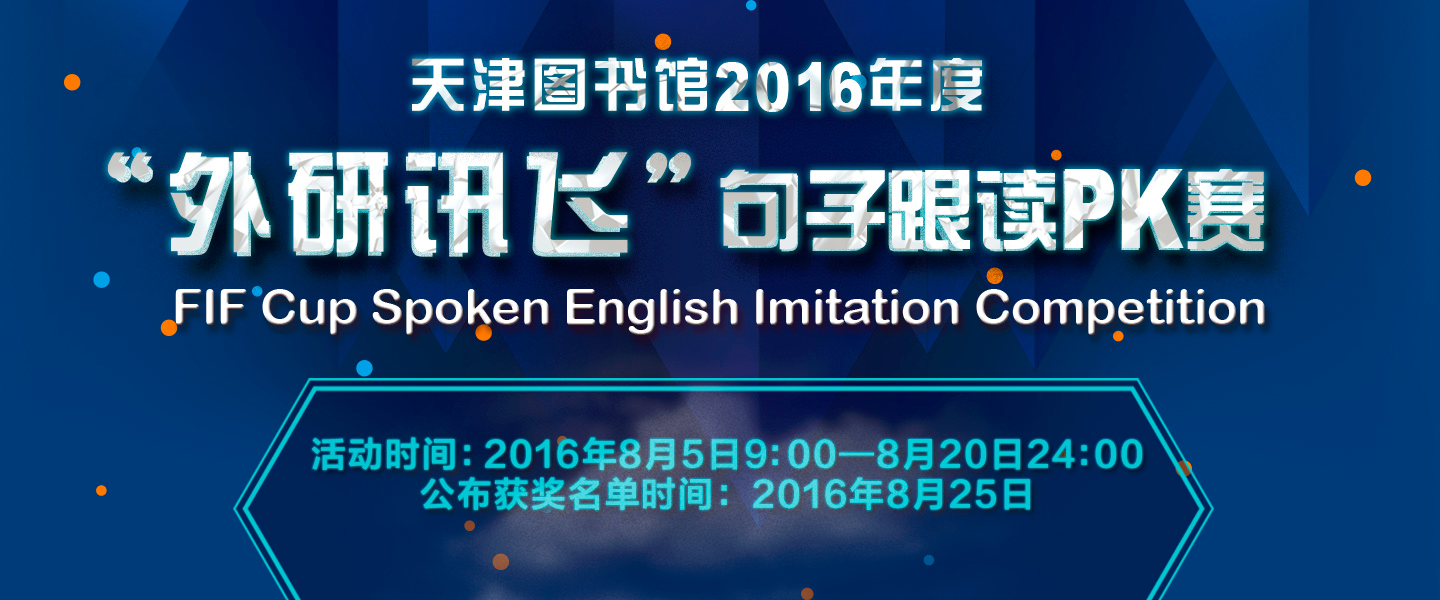 天津图书馆2016年度
“外研讯飞”句子跟读PK赛
FIF Cup Spoken English Imitation Competition
活动时间：2016年8月5日9:00—8月20日24:00
公布获奖名单时间：2016年8月25日